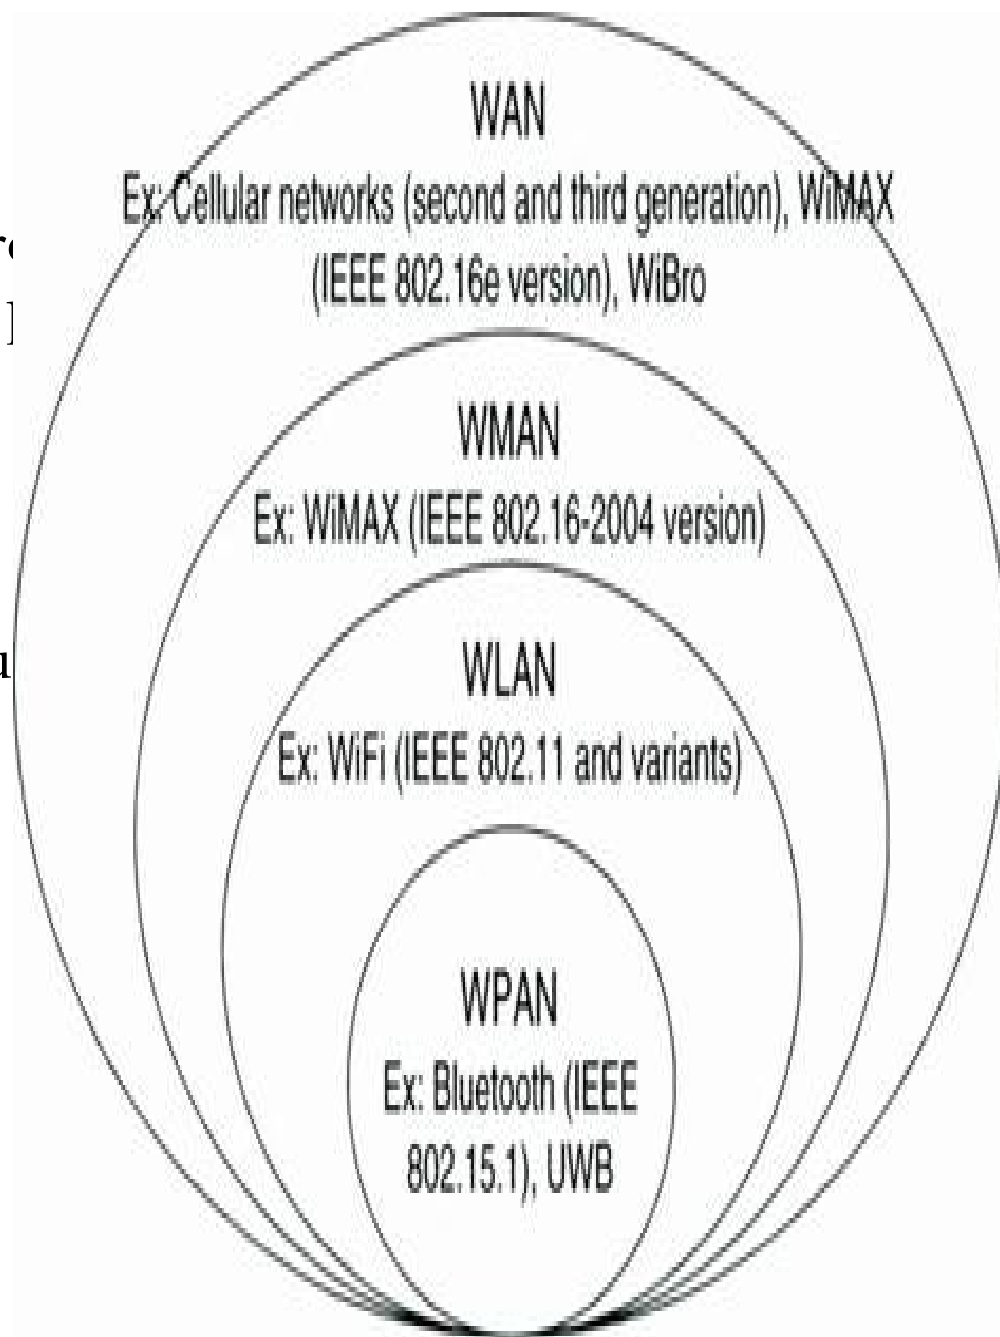 WAN
Ex: Cellular networks (second and third generation), WiMAX
(IEEE 802.16e version), WiBro
WMAN
Ex: WiMAX (IEEE 802.16-2004 version)
WLAN
Ex: WiFi (IEEE 802.11 and variants)
WPAN
Ex: Bluetooth (IEEE
802.15.1), UWB